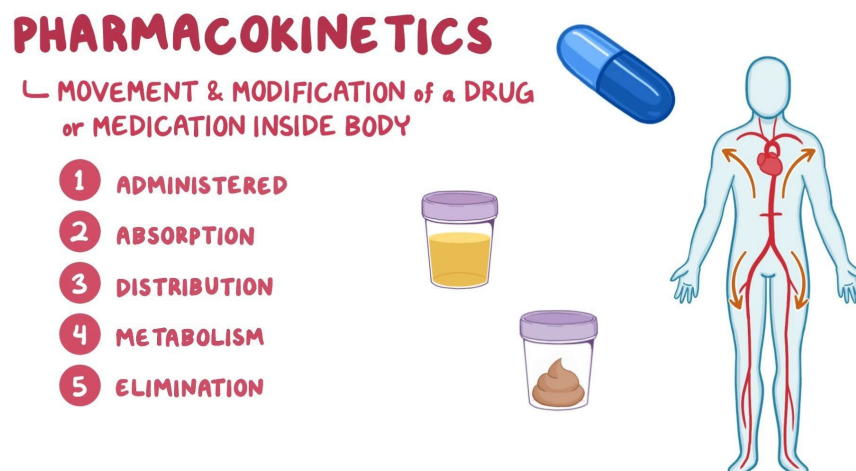 PHARMACOKINETICS
MOVEMENT & MODIFICATION of a DRUG
or MEDICATION INSIDE BODY
1 ADMINISTERED
2 ABSORPTION
3 DISTRIBUTION
4 METABOLISM
5 ELIMINATION